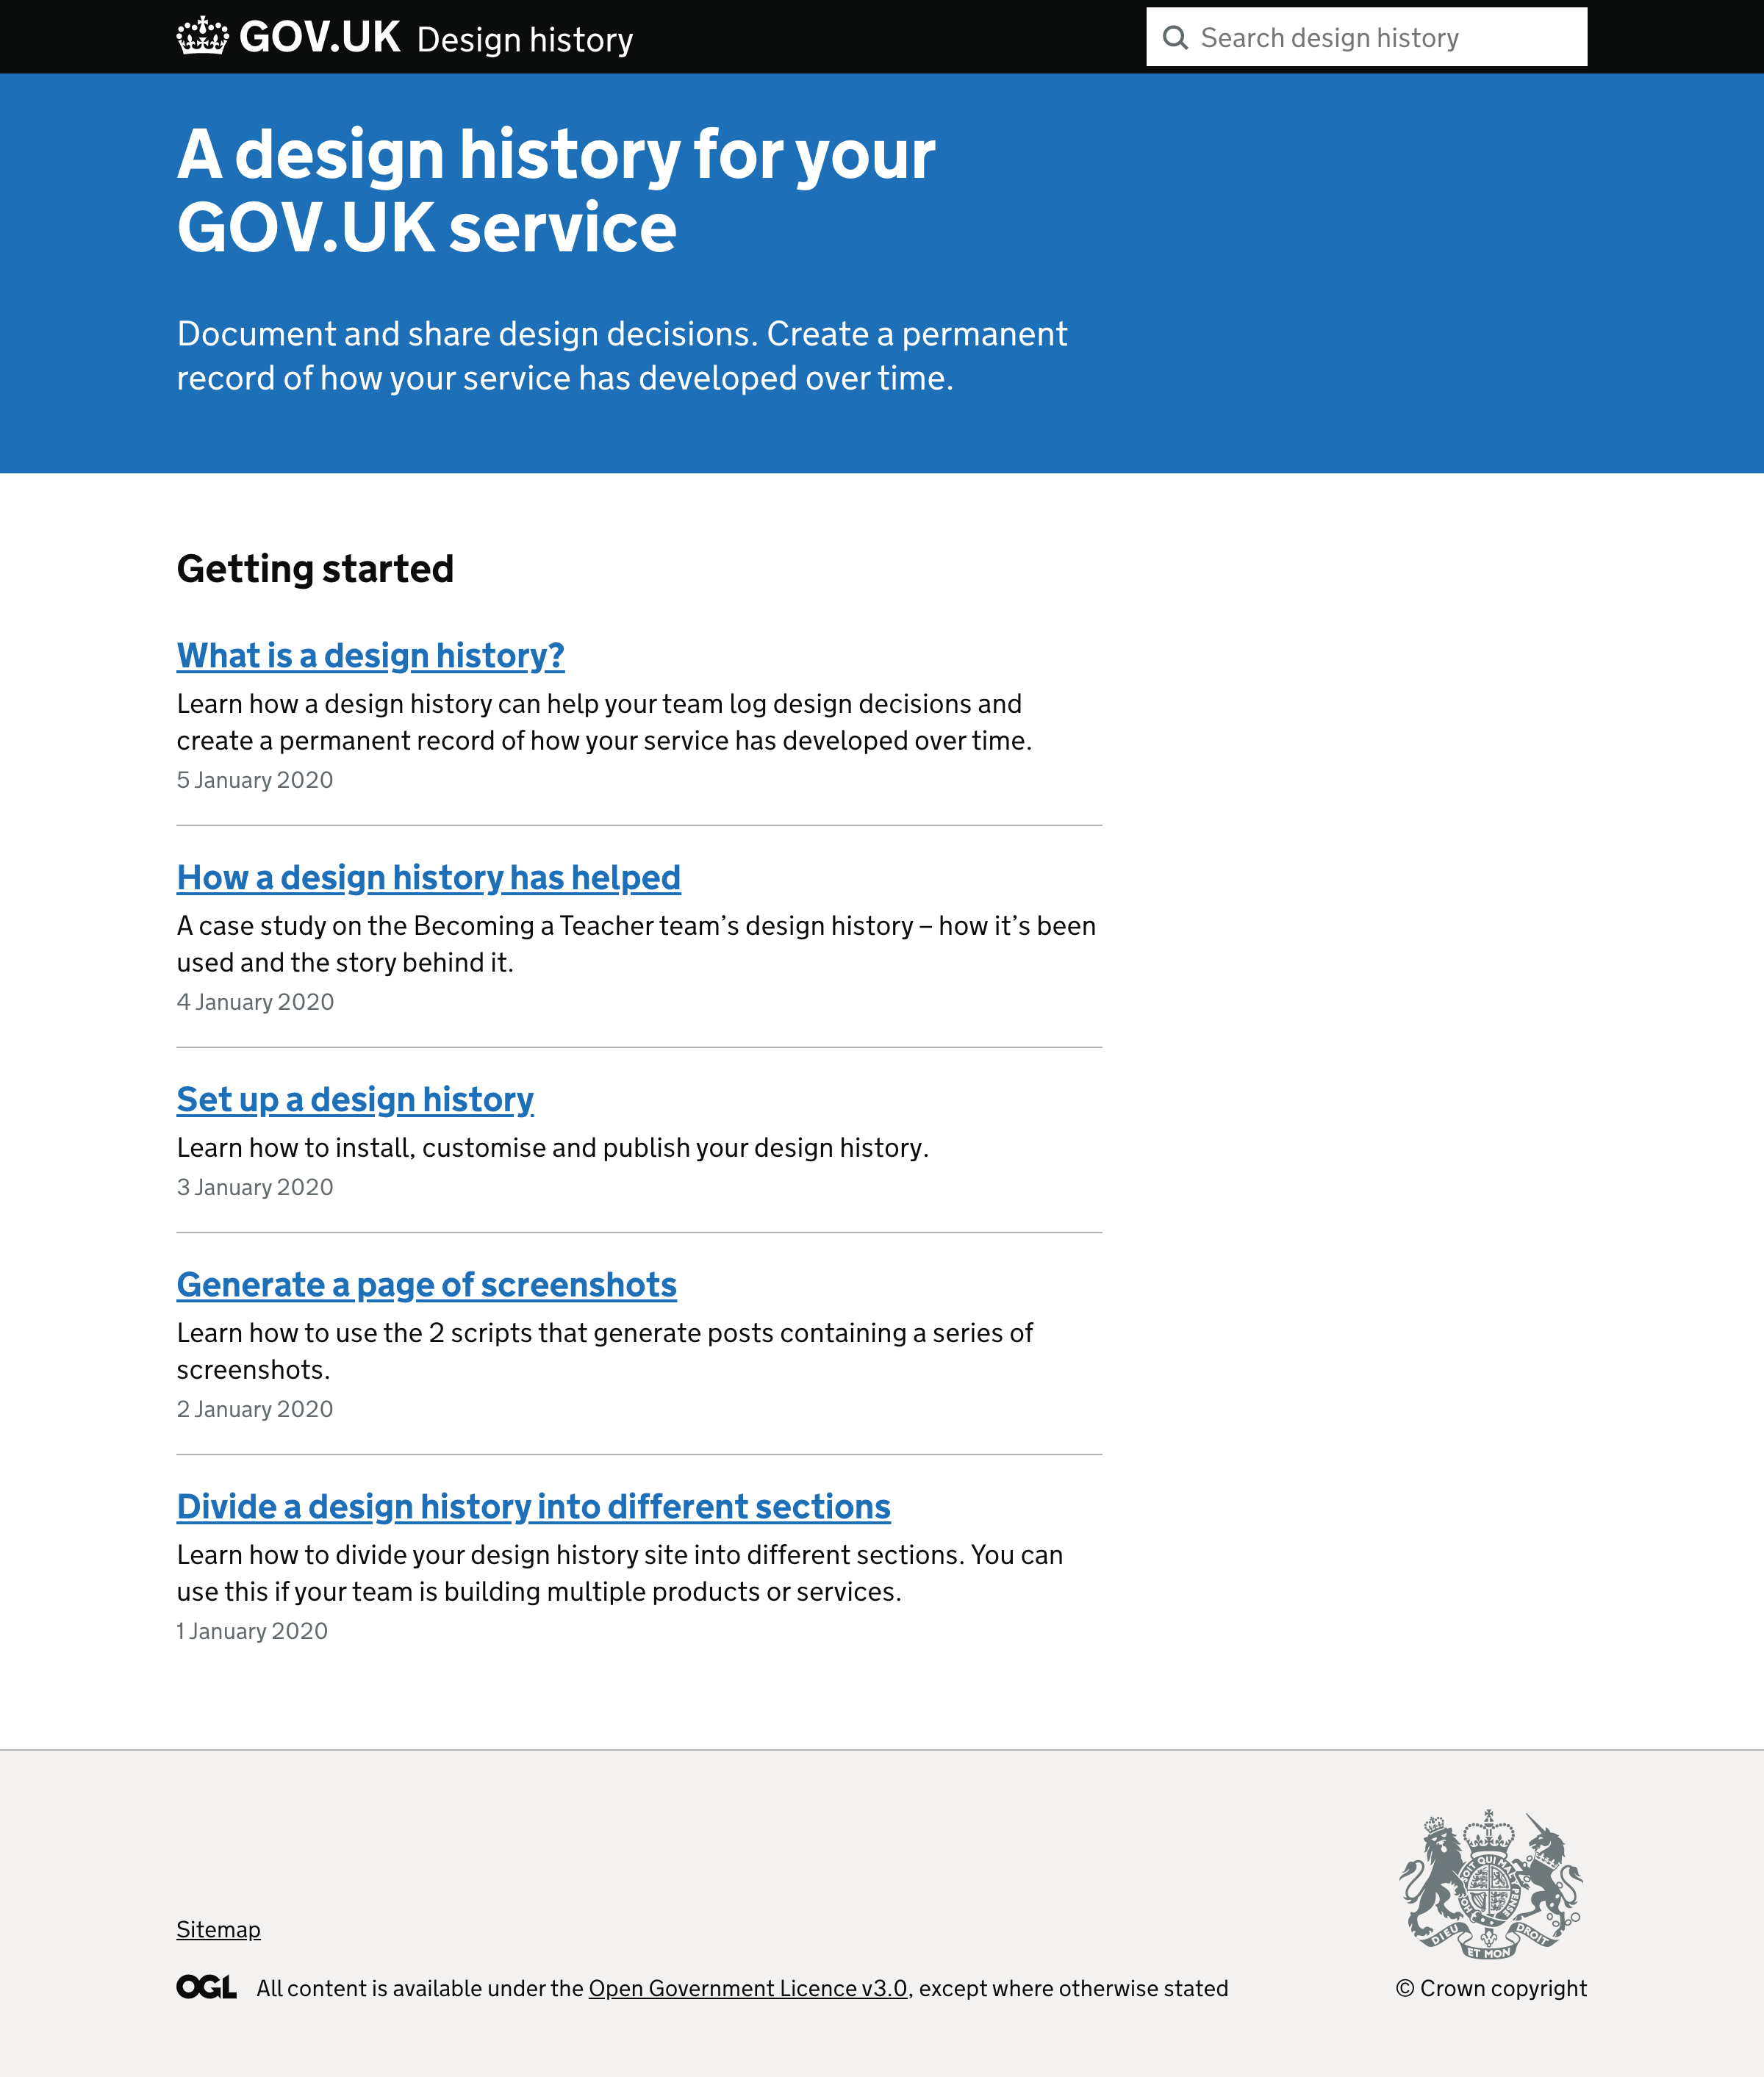 GOV.UK Design history
Search design history
A design history for your
GOV.UK service
Document and share design decisions. Create a permanent
record of how your service has developed over time.
Getting started
What is a design history?
Learn how a design history can help your team log design decisions and
create a permanent record of how your service has developed over time.
5 January 2020
How a design history has helped
A case study on the Becoming a Teacher team’s design history – how it’s been
used and the story behind it.
4 January 2020
Set up a design history
Learn how to install, customise and publish your design history.
3 January 2020
Generate a page of screenshots
Learn how to use the 2 scripts that generate posts containing a series of
screenshots.
2 January 2020
Divide a design history into different sections
Learn how to divide your design history site into different sections. You can
use this if your team is building multiple products or services.
1 January 2020
QUI MAL
DIEU ET MON DROIT
Sitemap
OGL All content is available under the Open Government Licence v3.0, except where otherwise stated
© Crown copyright